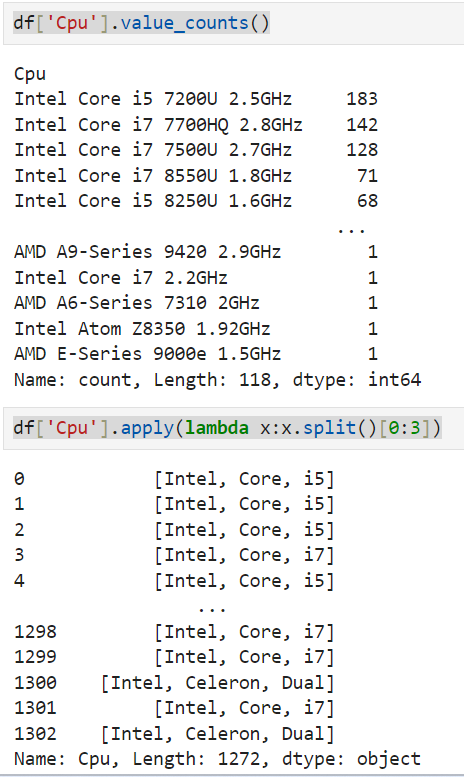 df['Cpu'].value_counts()
Cpu
Intel Core i5 7200U 2.5GHz     183
Intel Core i7 7700HQ 2.8GHz    142
Intel Core i7 7500U 2.7GHz     128
Intel Core i7 8550U 1.8GHz      71
Intel Core i5 8250U 1.6GHz      68
...
AMD A9-Series 9420 2.9GHz        1
Intel Core i7 2.2GHz             1
AMD A6-Series 7310 2GHz          1
Intel Atom Z8350 1.92GHz         1
AMD E-Series 9000e 1.5GHz        1
Name: count, Length: 118, dtype: int64
df['Cpu'].apply(lambda x:x.split()[0:3])
0            [Intel, Core, i5]
1            [Intel, Core, i5]
2            [Intel, Core, i5]
3            [Intel, Core, i7]
4            [Intel, Core, i5]
...
1298         [Intel, Core, i7]
1299         [Intel, Core, i7]
1300    [Intel, Celeron, Dual]
1301         [Intel, Core, i7]
1302    [Intel, Celeron, Dual]
Name: Cpu, Length: 1272, dtype: object